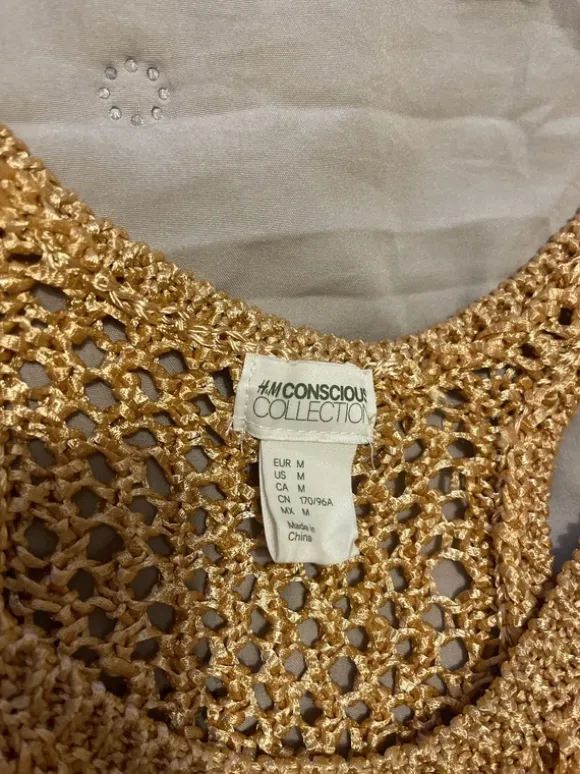 H&M CONSCIOUS
COLLECTION
EUR M
US M
CA M
CN 170/96A
MX M
Made in
China